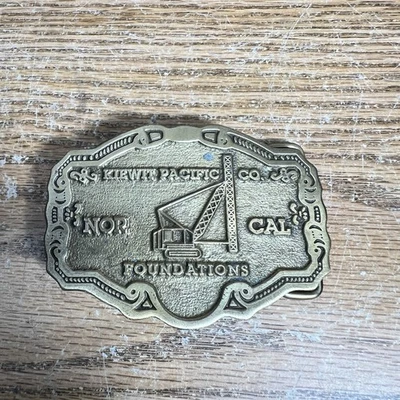 KIEWIT PACIFIC CO.
NOR CAL
FOUNDATIONS